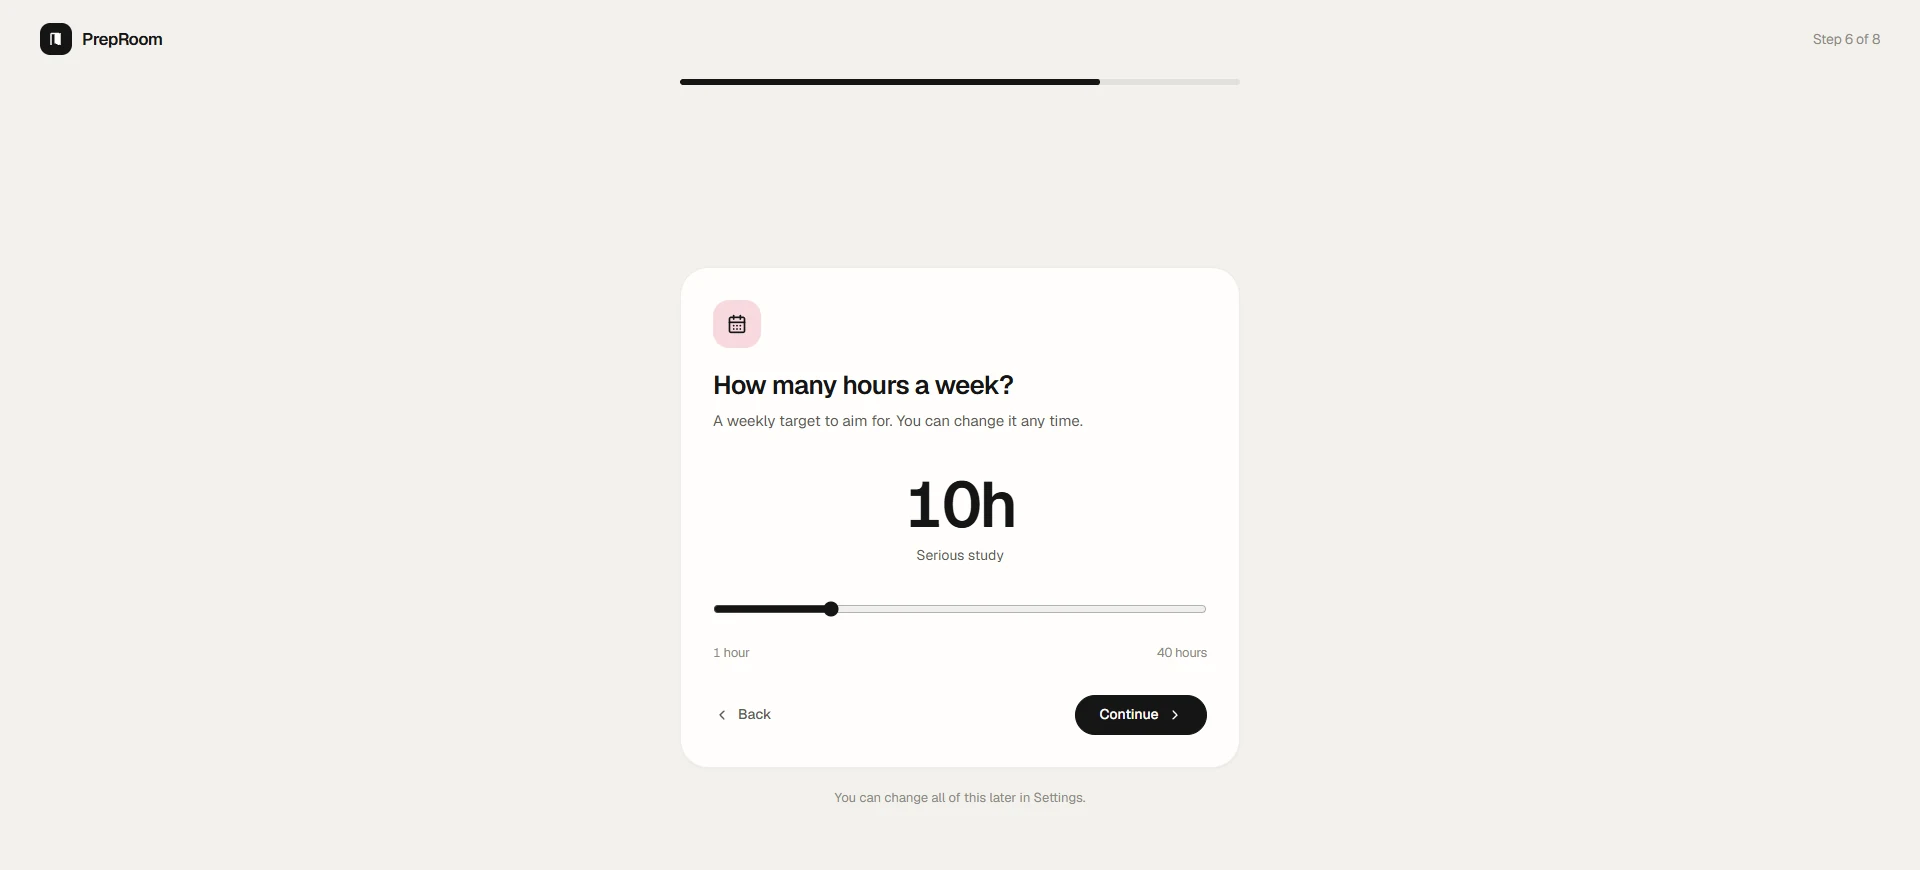 PrepRoom
Step 6 of 8
How many hours a week?
A weekly target to aim for. You can change it any time.
10h
Serious study
1 hour
40 hours
Back
Continue
You can change all of this later in Settings.